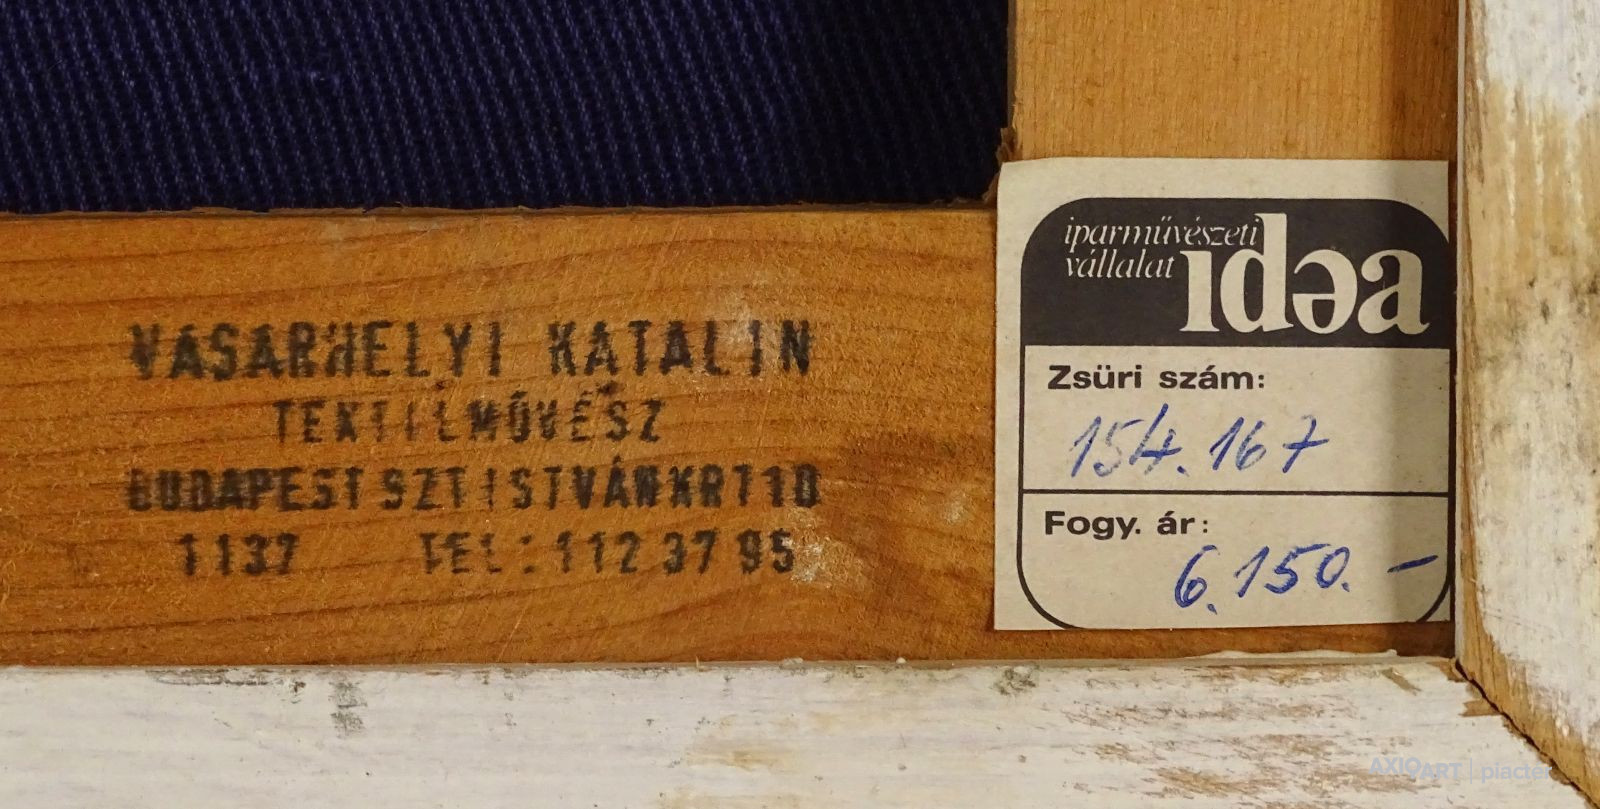 VASARHELYI KATALIN
TEXTILMŰVÉSZ
BUDAPEST SZT ISTVÁN KR T 10
1137 TEL: 112 37 95
iparművészeti
vállalat
idea
Zsüri szám:
154.167
Fogy. ár:
6.150.-
AXIOART | piactér